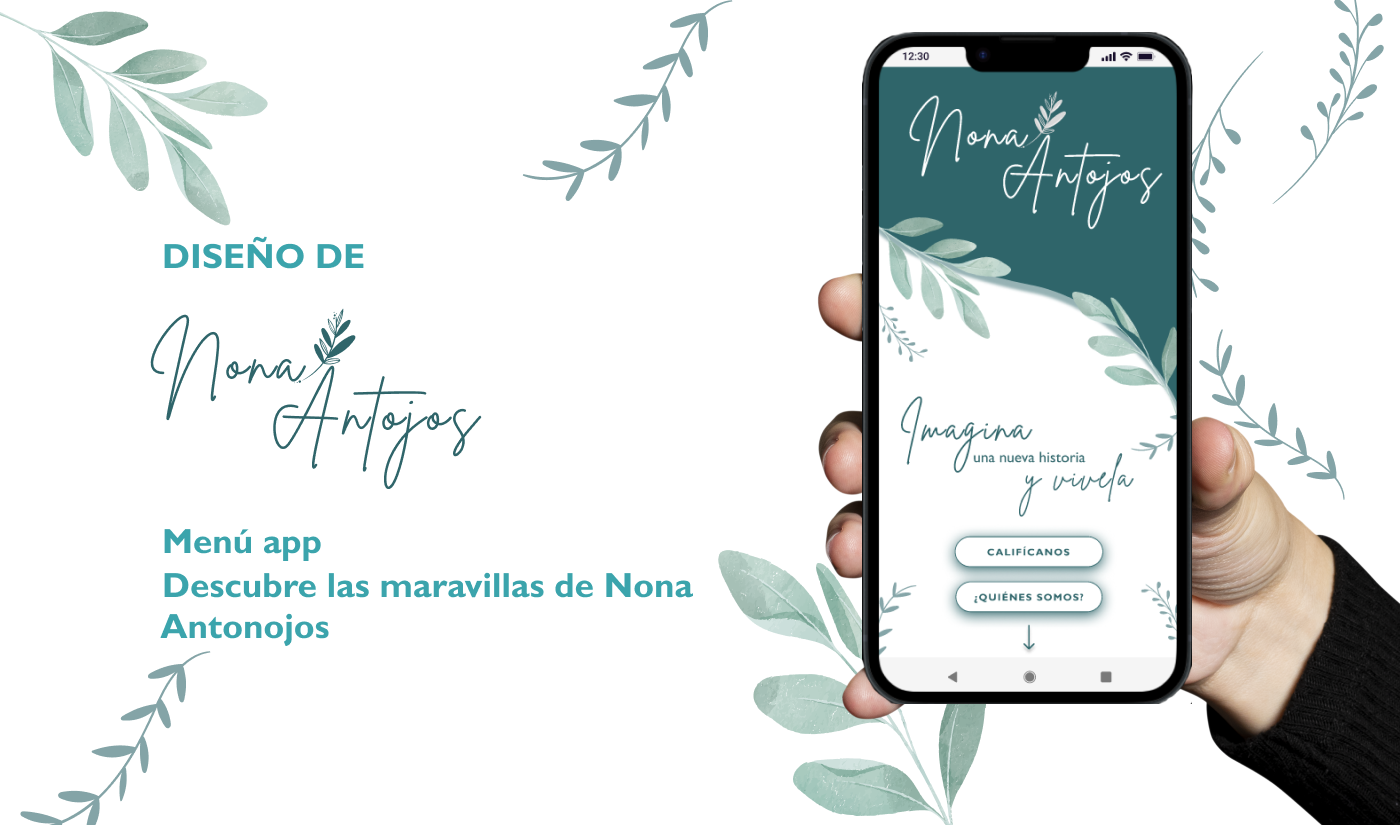 DISEÑO DE
Nona
Antojos
Menú app
Descubre las maravillas de Nona
Antonojos
12:30
Nona
Antojos
Imagina
una nueva historia
y vivela
CALIFÍCANOS
¿QUIÉNES SOMOS?